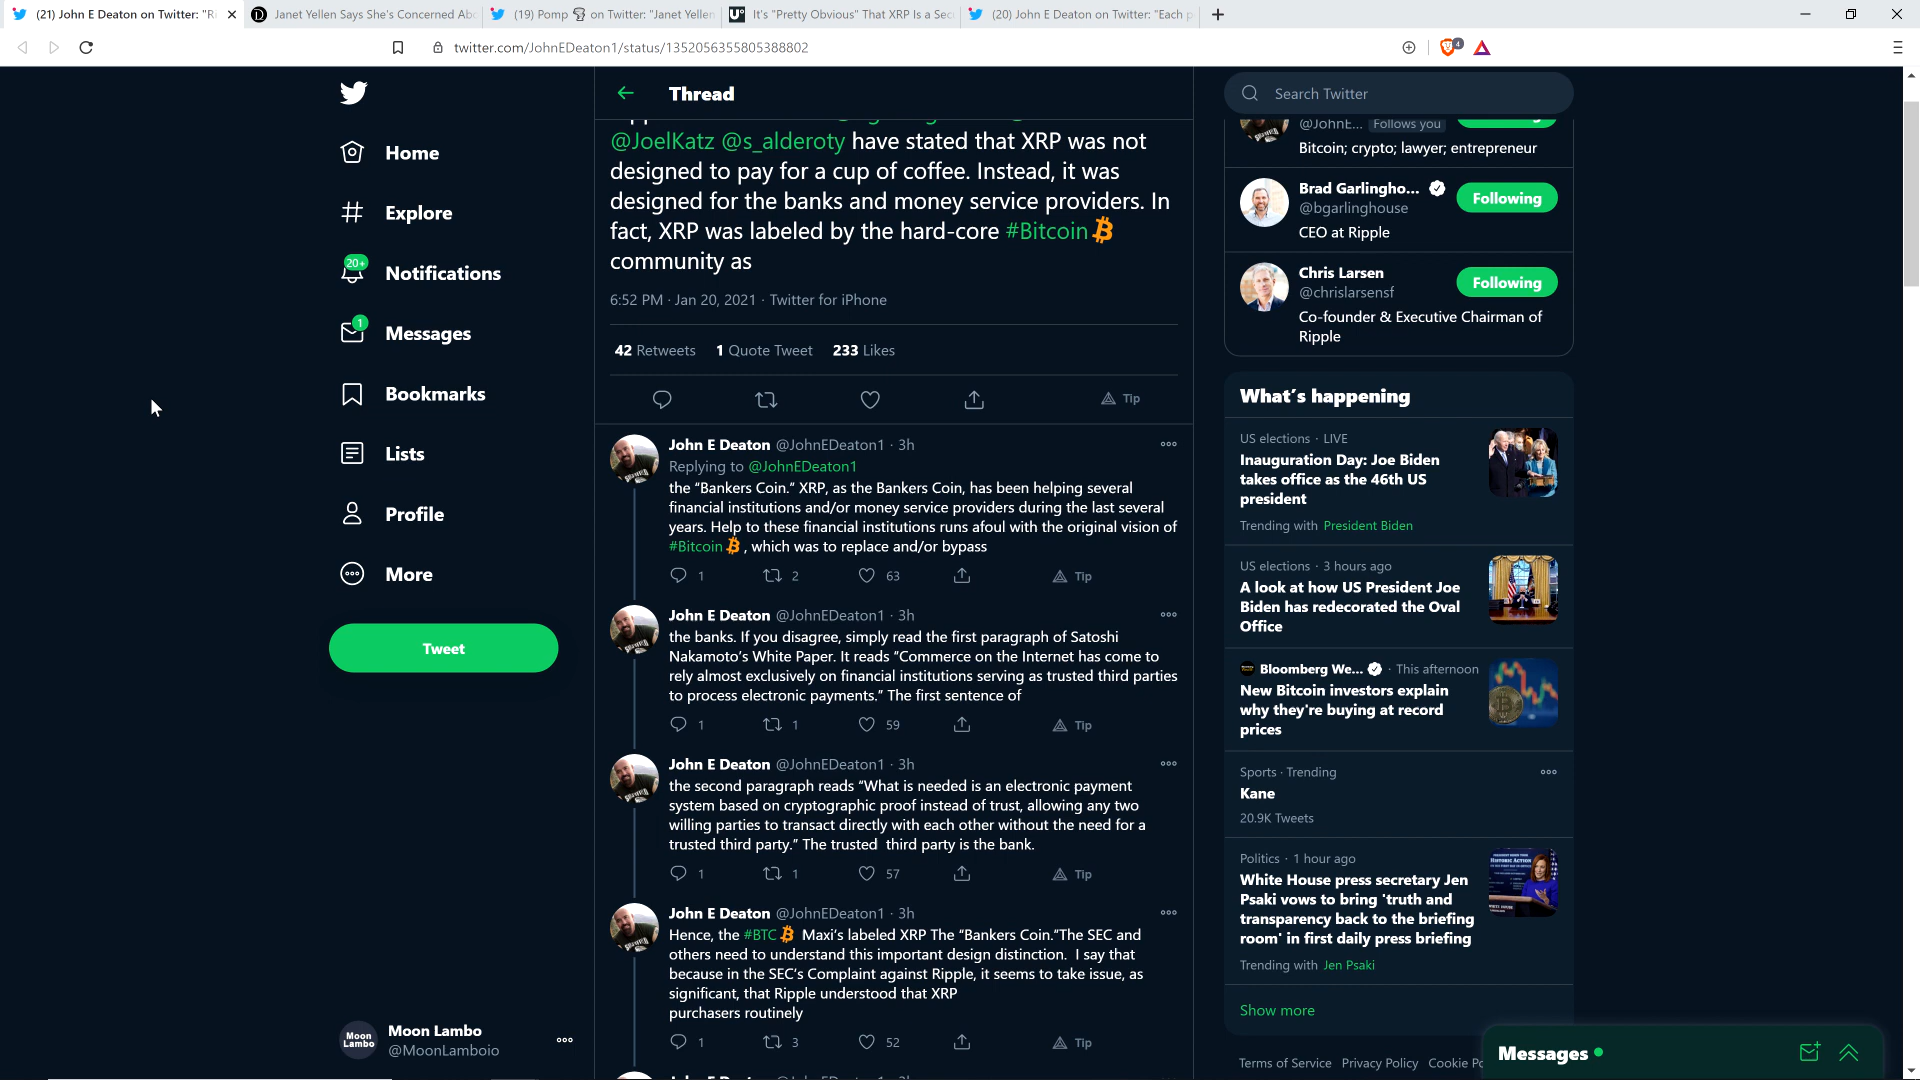 (21) John E Deaton on Twitter: "Ri
Janet Yellen Says She's Concerned Abo
(19) Pomp on Twitter: "Janet Yellen
It's "Pretty Obvious" That XRP Is a Secu
(20) John E Deaton on Twitter: "Each p
twitter.com/JohnEDeaton1/status/1352056355805388802
4
Home
Explore
20+
Notifications
1
Messages
Bookmarks
Lists
Profile
More
Tweet
Moon Lambo
Moon Lambo
@MoonLamboio
Thread
@JoelKatz @s_alderoty have stated that XRP was not
designed to pay for a cup of coffee. Instead, it was
designed for the banks and money service providers. In
fact, XRP was labeled by the hard-core #Bitcoin
community as
6:52 PM · Jan 20, 2021 · Twitter for iPhone
42 Retweets 1 Quote Tweet 233 Likes
Tip
John E Deaton @JohnEDeaton1 · 3h
Replying to @JohnEDeaton1
the "Bankers Coin." XRP, as the Bankers Coin, has been helping several
financial institutions and/or money service providers during the last several
years. Help to these financial institutions runs afoul with the original vision of
#Bitcoin , which was to replace and/or bypass
1 2 63 Tip
John E Deaton @JohnEDeaton1 · 3h
the banks. If you disagree, simply read the first paragraph of Satoshi
Nakamoto's White Paper. It reads "Commerce on the Internet has come to
rely almost exclusively on financial institutions serving as trusted third parties
to process electronic payments." The first sentence of
1 1 59 Tip
John E Deaton @JohnEDeaton1 · 3h
the second paragraph reads "What is needed is an electronic payment
system based on cryptographic proof instead of trust, allowing any two
willing parties to transact directly with each other without the need for a
trusted third party." The trusted third party is the bank.
1 1 57 Tip
John E Deaton @JohnEDeaton1 · 3h
Hence, the #BTC Maxi's labeled XRP The "Bankers Coin."The SEC and
others need to understand this important design distinction. I say that
because in the SEC's Complaint against Ripple, it seems to take issue, as
significant, that Ripple understood that XRP
purchasers routinely
1 3 52 Tip
Search Twitter
@JohnE... Follows you
Bitcoin; crypto; lawyer; entrepreneur
Brad Garlingho...
@bgarlinghouse
Following
CEO at Ripple
Chris Larsen
@chrislarsensf
Following
Co-founder & Executive Chairman of
Ripple
What's happening
US elections · LIVE
Inauguration Day: Joe Biden
takes office as the 46th US
president
Trending with President Biden
US elections · 3 hours ago
A look at how US President Joe
Biden has redecorated the Oval
Office
Bloomberg We... · This afternoon
New Bitcoin investors explain
why they're buying at record
prices
Sports · Trending
Kane
20.9K Tweets
Politics · 1 hour ago
White House press secretary Jen
Psaki vows to bring 'truth and
transparency back to the briefing
room' in first daily press briefing
Trending with Jen Psaki
Show more
Terms of Service Privacy Policy Cookie
Messages